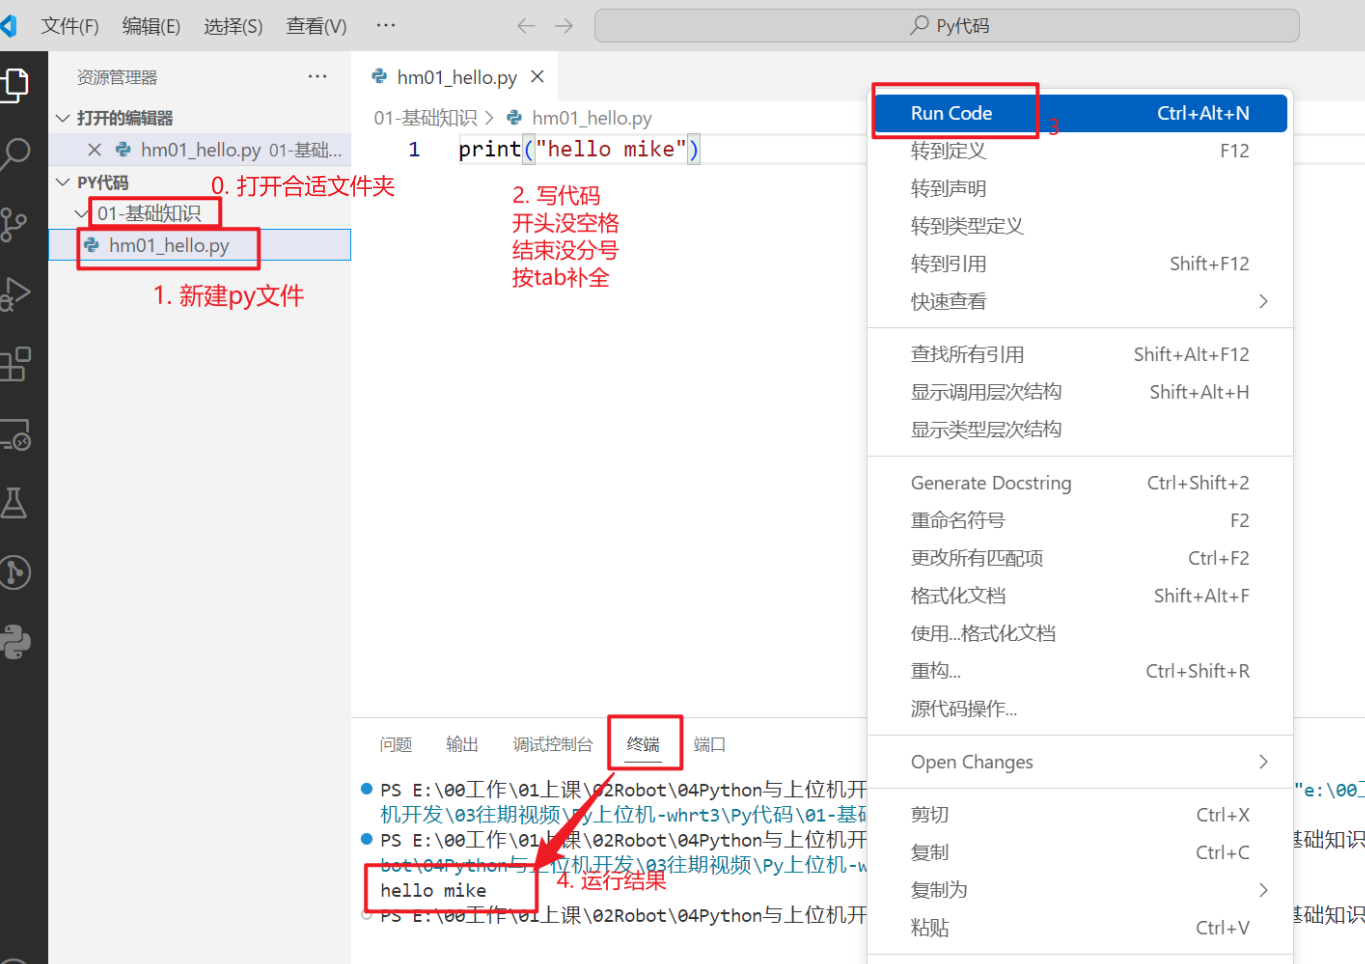 文件(F) 编辑(E) 选择(S) 查看(V) ··· Py代码
资源管理器 ···
hm01_hello.py
打开的编辑器
hm01_hello.py 01-基础...
PY代码
0. 打开合适文件夹
01-基础知识
hm01_hello.py
1. 新建py文件
01-基础知识 > hm01_hello.py
1 print("hello mike")
2. 写代码
开头没空格
结束没分号
按tab补全
Run Code Ctrl+Alt+N
3
转到定义 F12
转到声明
转到类型定义
转到引用 Shift+F12
快速查看
查找所有引用 Shift+Alt+F12
显示调用层次结构 Shift+Alt+H
显示类型层次结构
Generate Docstring Ctrl+Shift+2
重命名符号 F2
更改所有匹配项 Ctrl+F2
格式化文档 Shift+Alt+F
使用...格式化文档
重构... Ctrl+Shift+R
源代码操作...
Open Changes
剪切 Ctrl+X
复制 Ctrl+C
复制为
粘贴 Ctrl+V
问题 输出 调试控制台 终端 端口
PS E:\00工作\01上课\02Robot\04Python与上位机开 "e:\00工
机开发\03往期视频\Py上位机-whrt3\Py代码\01-基础
PS E:\00工作\01上课\02Robot\04Python与上位机开 基础知识
bot\04Python与上位机开发\03往期视频\Py上位机-w
hello mike
4. 运行结果
PS E:\00工作\01上课\02Robot\04Python与上位机开 基础知识